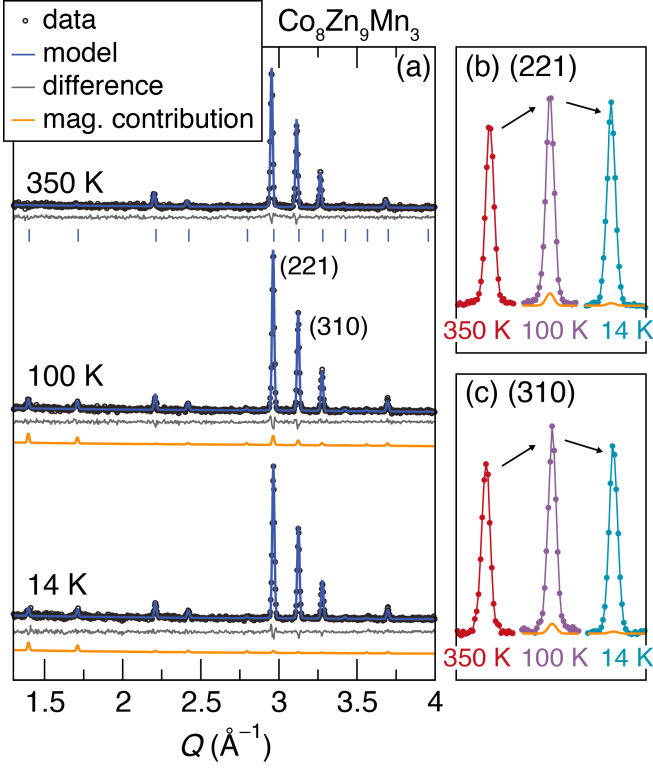 data
model
difference
mag. contribution
Co₈Zn₉Mn₃
(a)
350 K
(221)
(310)
100 K
14 K
1.5 2 2.5 3 3.5 4
Q (Å⁻¹)
(b) (221)
350 K 100 K 14 K
(c) (310)
350 K 100 K 14 K